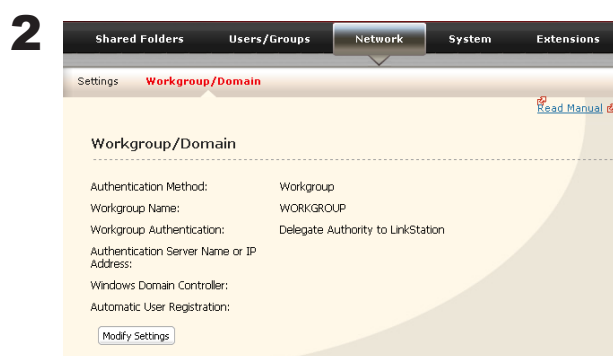 2
Shared Folders Users/Groups Network System Extensions
Settings Workgroup/Domain
Read Manual
Workgroup/Domain
Authentication Method: Workgroup
Workgroup Name: WORKGROUP
Workgroup Authentication: Delegate Authority to LinkStation
Authentication Server Name or IP
Address:
Windows Domain Controller:
Automatic User Registration:
Modify Settings